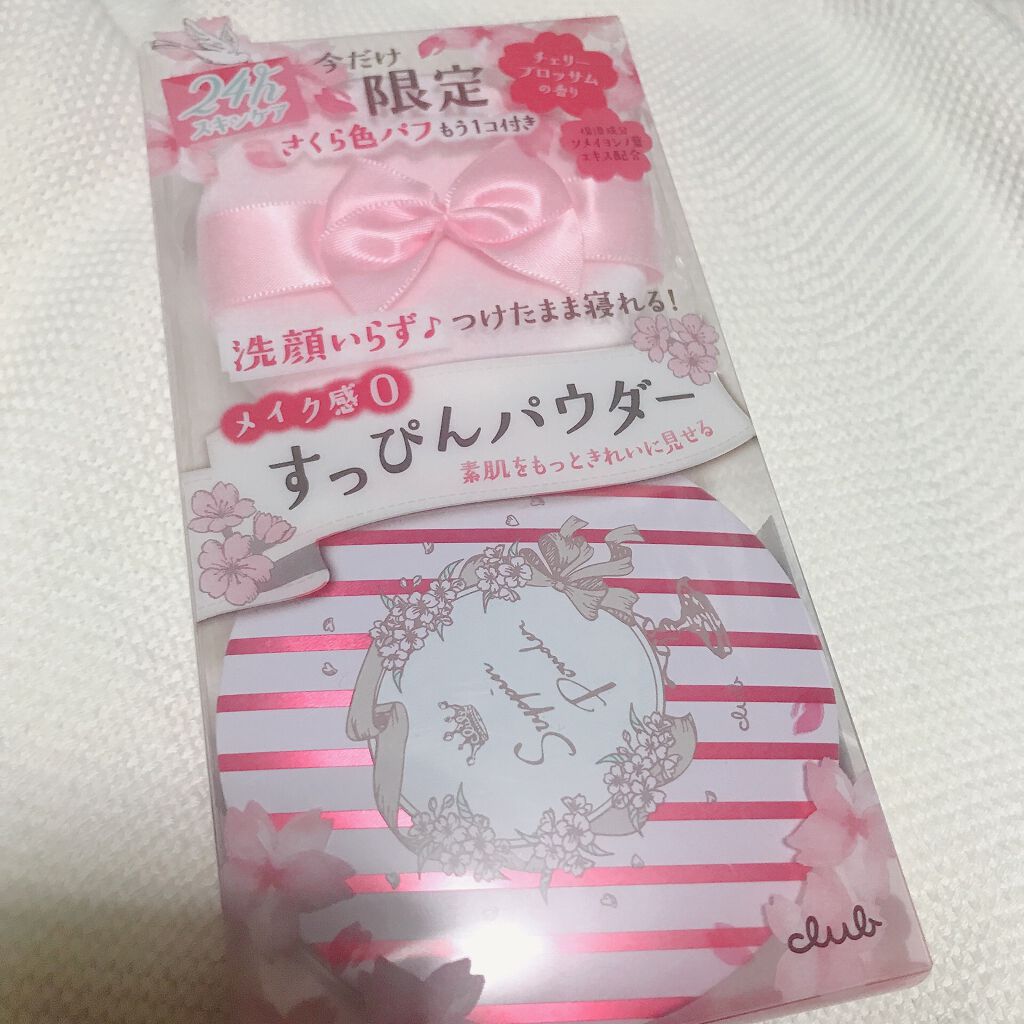 24h
スキンケア
今だけ
限定
さくら色パフもう1コ付き
チェリー
ブロッサム
の香り
保湿成分
ソメイヨシノ葉
エキス配合
洗顔いらず♪つけたまま寝れる!
メイク感0
すっぴんパウダー
素肌をもっときれいに見せる
Suppin
Powder
club
club